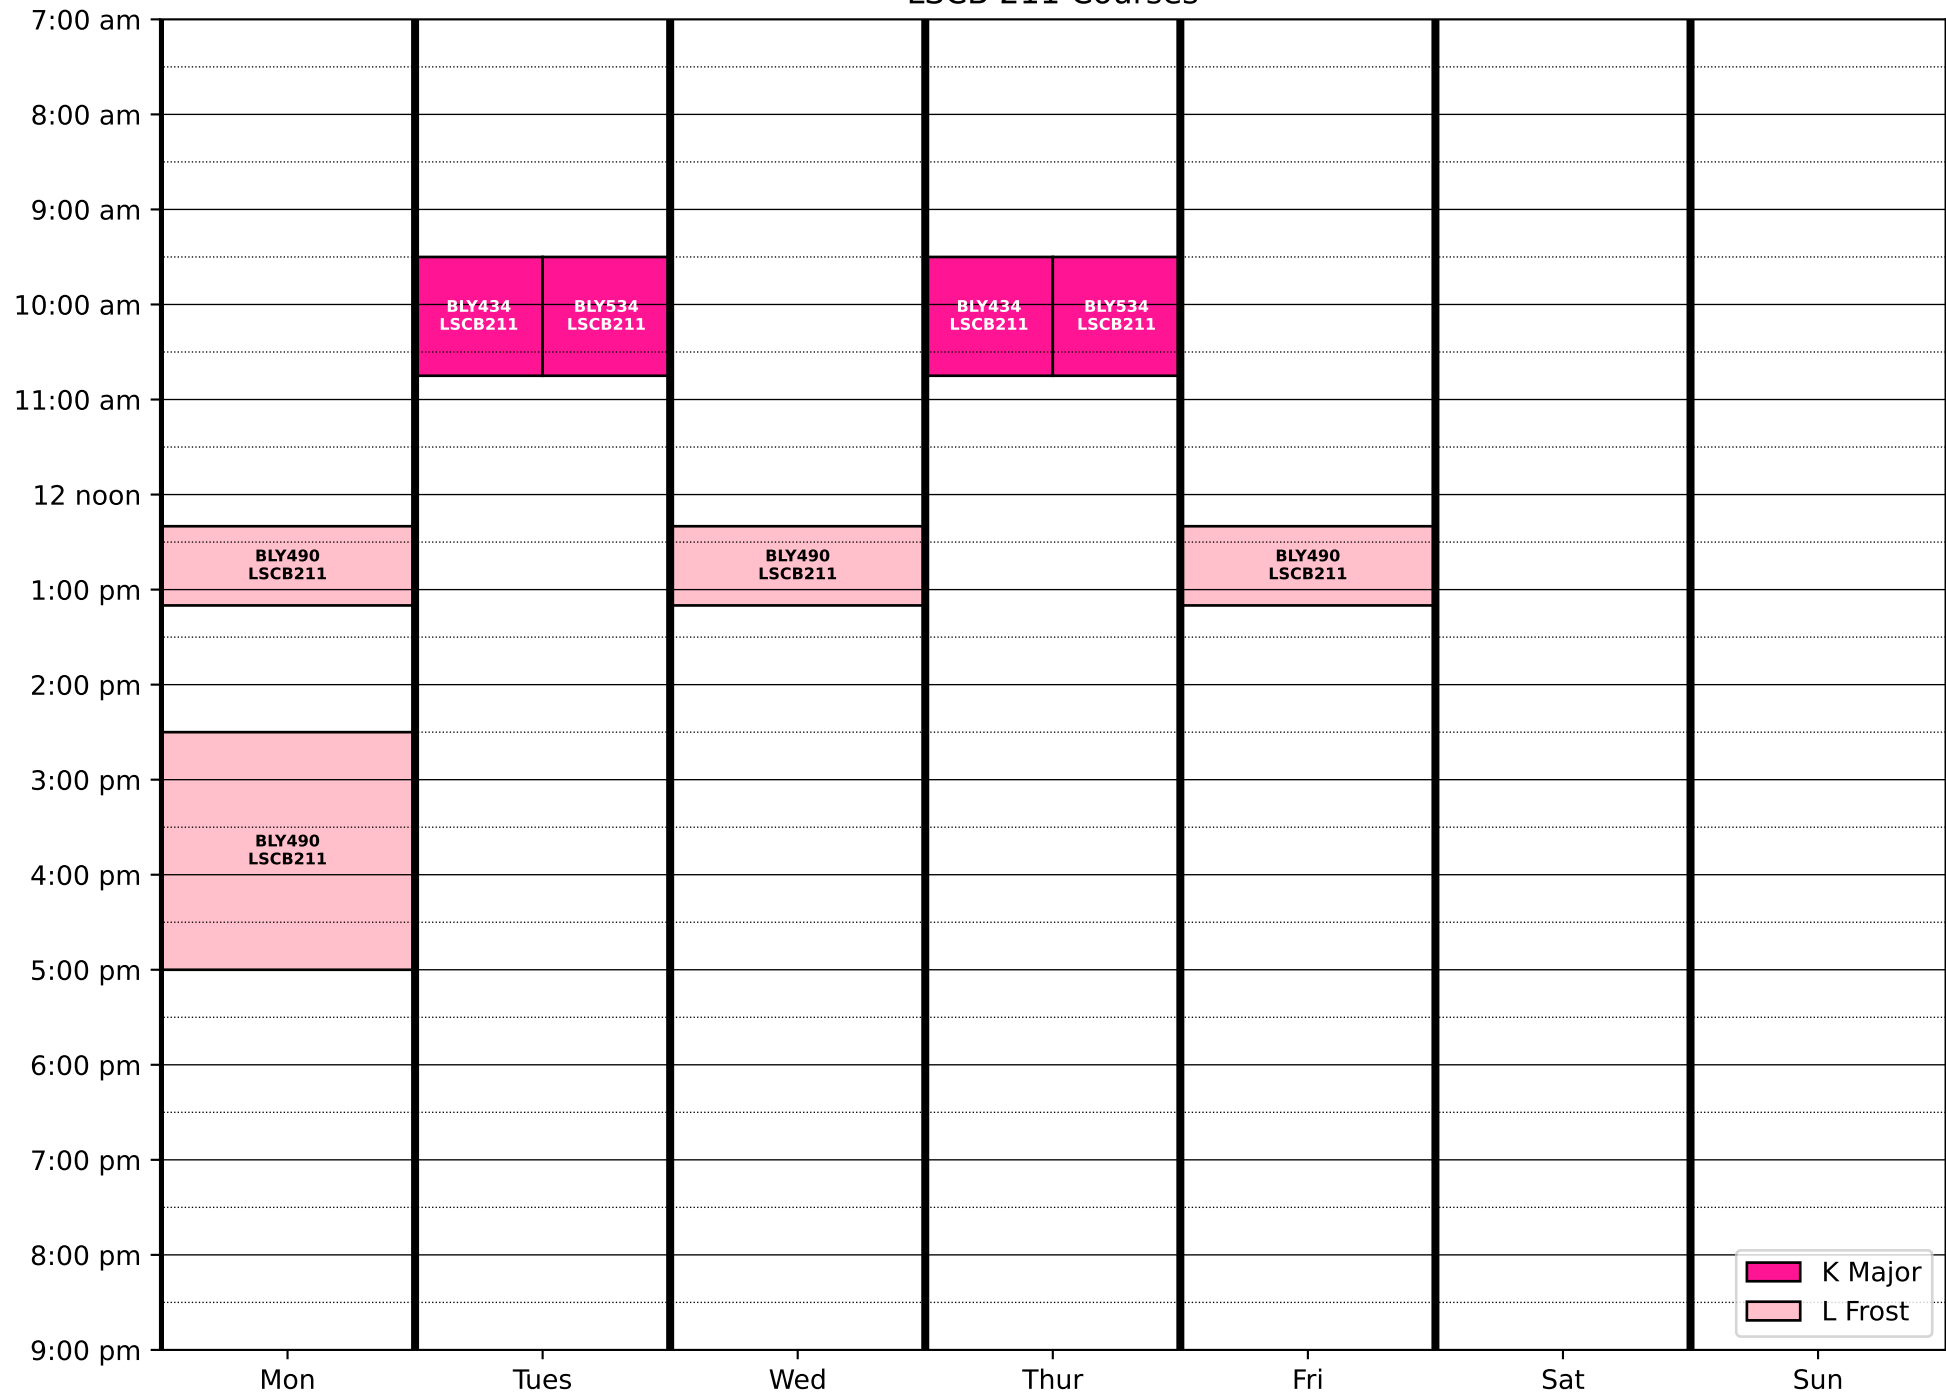 LSCB 211 Courses
7:00 am
8:00 am
9:00 am
BLY434 BLY534 BLY434 BLY534
10:00 am
LSCB211 LSCB211 LSCB211 LSCB211
11:00 am
12 noon
BLY490 BLY490 BLY490
LSCB211 LSCB211 LSCB211
1:00 pm
2:00 pm
3:00 pm
BLY490
LSCB211
4:00 pm
5:00 pm
6:00 pm
7:00 pm
8:00 pm
K Major
L Frost
9:00 pm
Mon Tues Wed Thur Fri Sat Sun